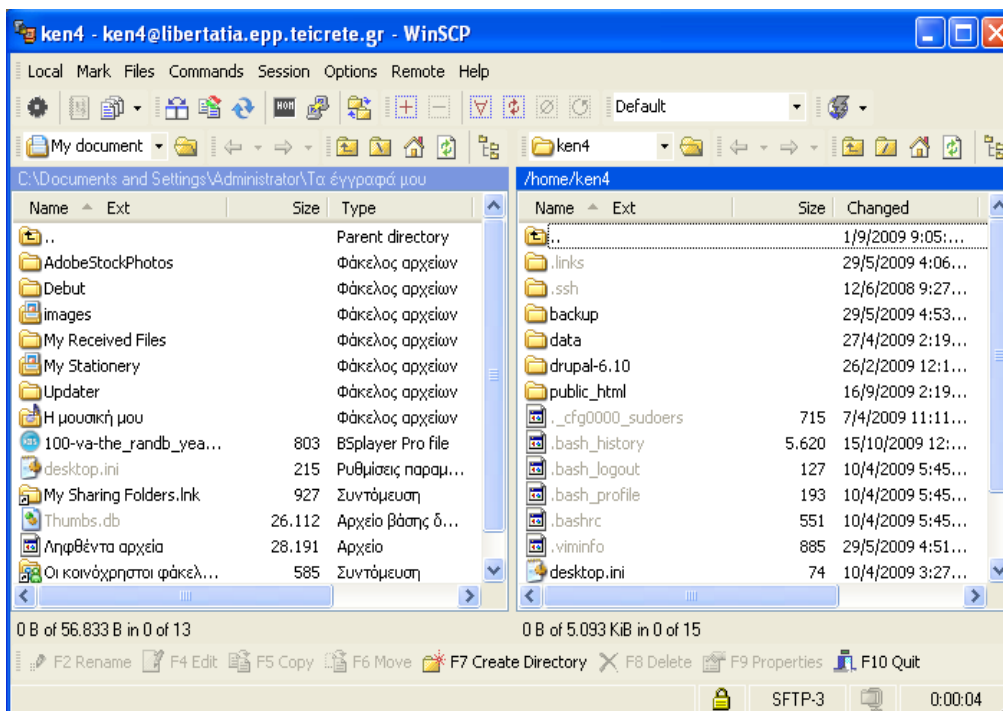 ken4 - ken4@libertatia.epp.teicrete.gr - WinSCP
Local Mark Files Commands Session Options Remote Help
Default
My document
ken4
C:\Documents and Settings\Administrator\Τα έγγραφά μου
Name Ext Size Type
.. Parent directory
AdobeStockPhotos Φάκελος αρχείων
Debut Φάκελος αρχείων
images Φάκελος αρχείων
My Received Files Φάκελος αρχείων
My Stationery Φάκελος αρχείων
Updater Φάκελος αρχείων
Η μουσική μου Φάκελος αρχείων
100-va-the_randb_yea... 803 BSplayer Pro file
desktop.ini 215 Ρυθμίσεις παραμ...
My Sharing Folders.lnk 927 Συντόμευση
Thumbs.db 26.112 Αρχείο βάσης δ...
Ληφθέντα αρχεία 28.191 Αρχείο
Οι κοινόχρηστοι φάκελ... 585 Συντόμευση
0 B of 56.833 B in 0 of 13
/home/ken4
Name Ext Size Changed
.. 1/9/2009 9:05:...
.links 29/5/2009 4:06...
.ssh 12/6/2008 9:27...
backup 29/5/2009 4:53...
data 27/4/2009 2:19...
drupal-6.10 26/2/2009 12:1...
public_html 16/9/2009 2:19...
._cfg0000_sudoers 715 7/4/2009 11:11...
.bash_history 5.620 15/10/2009 12:...
.bash_logout 127 10/4/2009 5:45...
.bash_profile 193 10/4/2009 5:45...
.bashrc 551 10/4/2009 5:45...
.viminfo 885 29/5/2009 4:51...
desktop.ini 74 10/4/2009 3:27...
0 B of 5.093 KiB in 0 of 15
F2 Rename F4 Edit F5 Copy F6 Move F7 Create Directory F8 Delete F9 Properties F10 Quit
SFTP-3 0:00:04